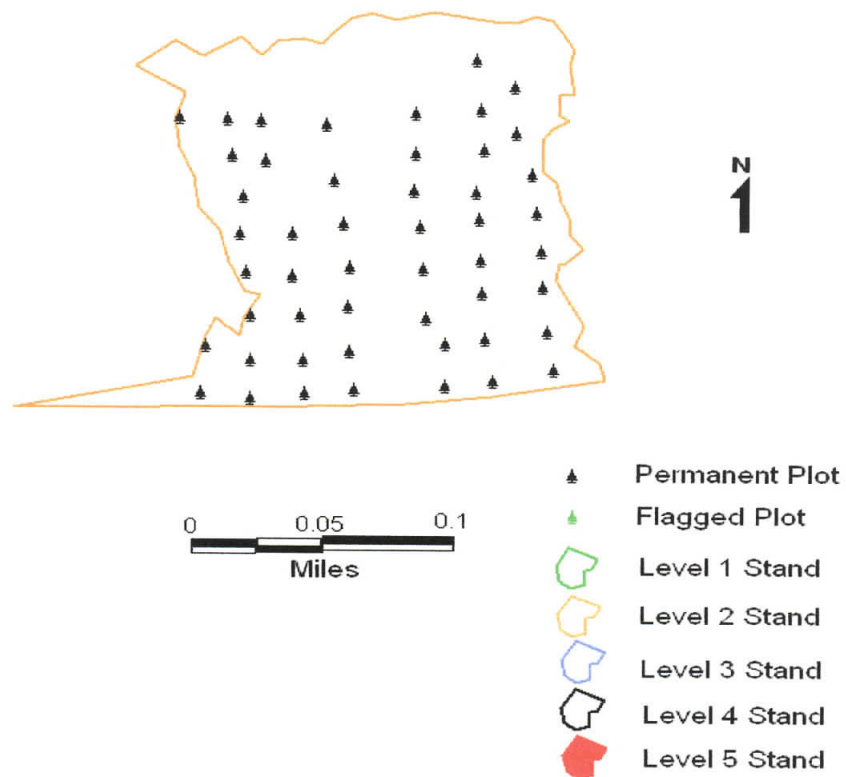 N
0 0.05 0.1
Miles
Permanent Plot
Flagged Plot
Level 1 Stand
Level 2 Stand
Level 3 Stand
Level 4 Stand
Level 5 Stand